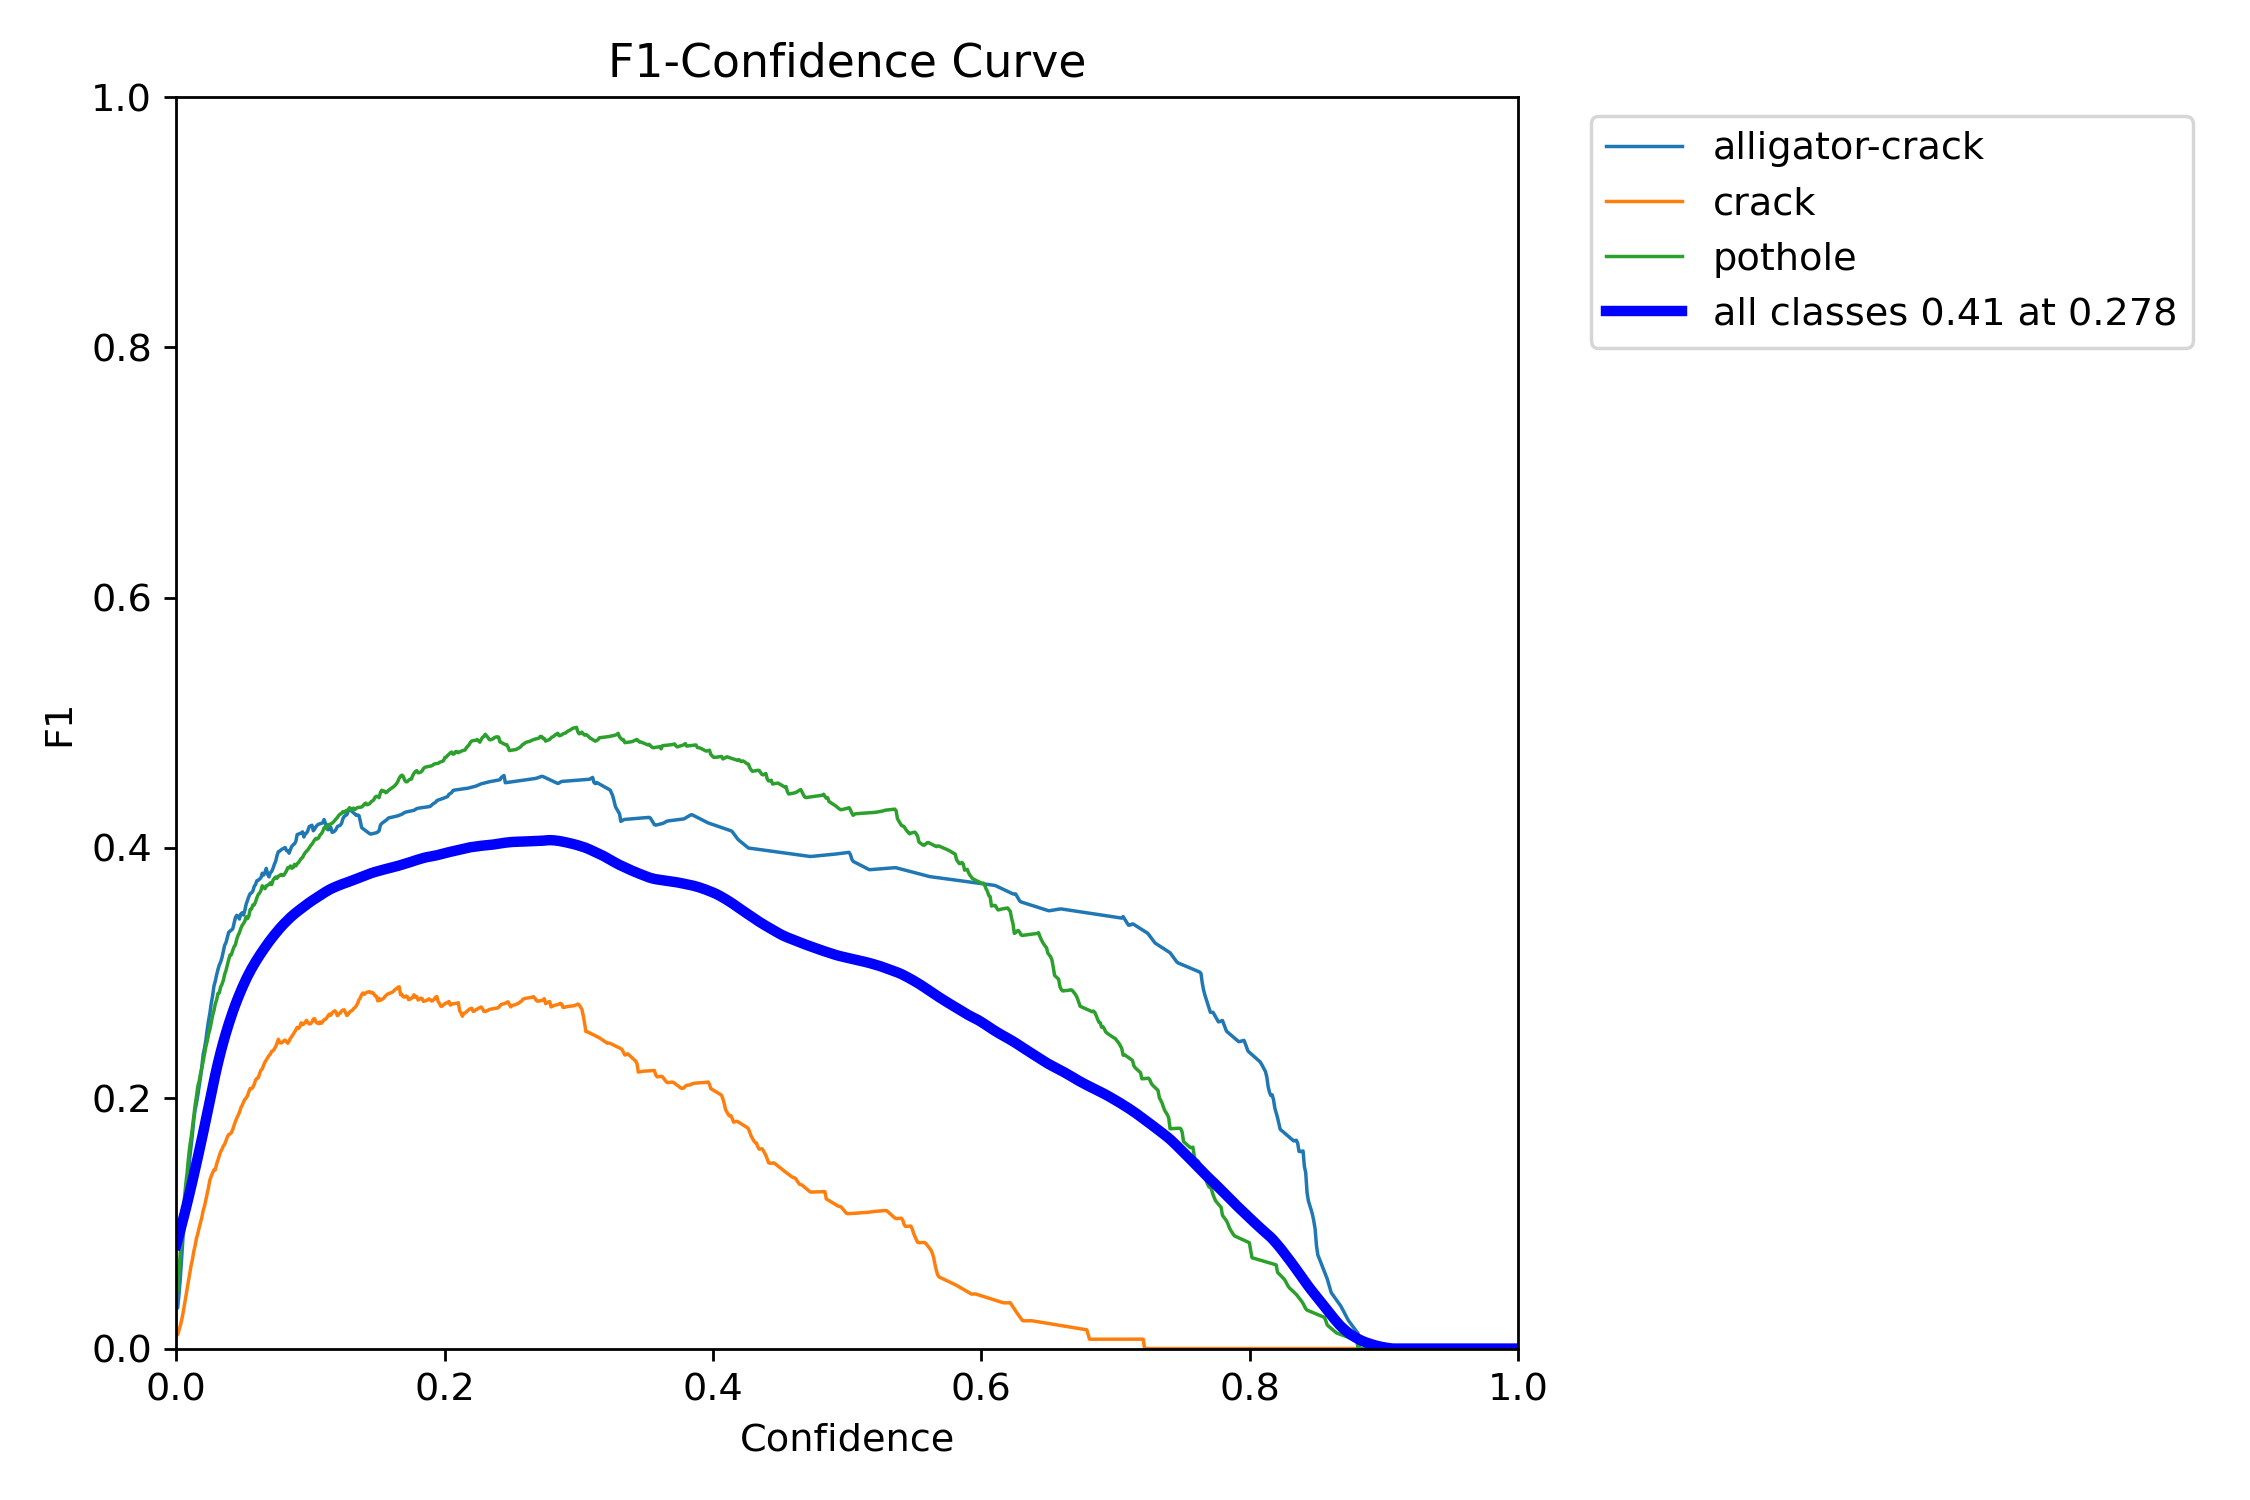 F1-Confidence Curve
1.0
0.8
0.6
0.4
0.2
0.0
F1
0.0 0.2 0.4 0.6 0.8 1.0
Confidence
alligator-crack
crack
pothole
all classes 0.41 at 0.278